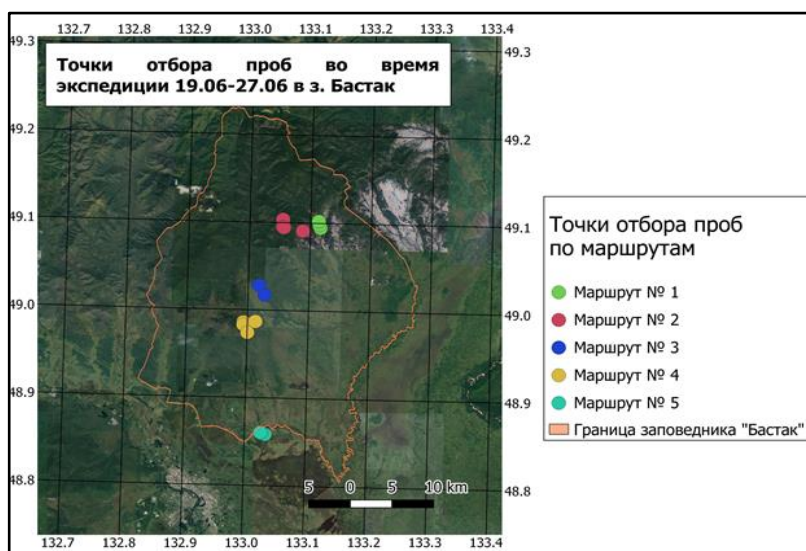 132.7 132.8 132.9 133.0 133.1 133.2 133.3 133.4
49.3 49.3
Точки отбора проб во время
экспедиции 19.06-27.06 в з. Бастак
49.2 49.2
49.1 49.1
49.0 49.0
48.9 48.9
48.8 48.8
5 0 5 10 km
132.7 132.8 132.9 133.0 133.1 133.2 133.3 133.4
Точки отбора проб
по маршрутам
Маршрут № 1
Маршрут № 2
Маршрут № 3
Маршрут № 4
Маршрут № 5
Граница заповедника "Бастак"